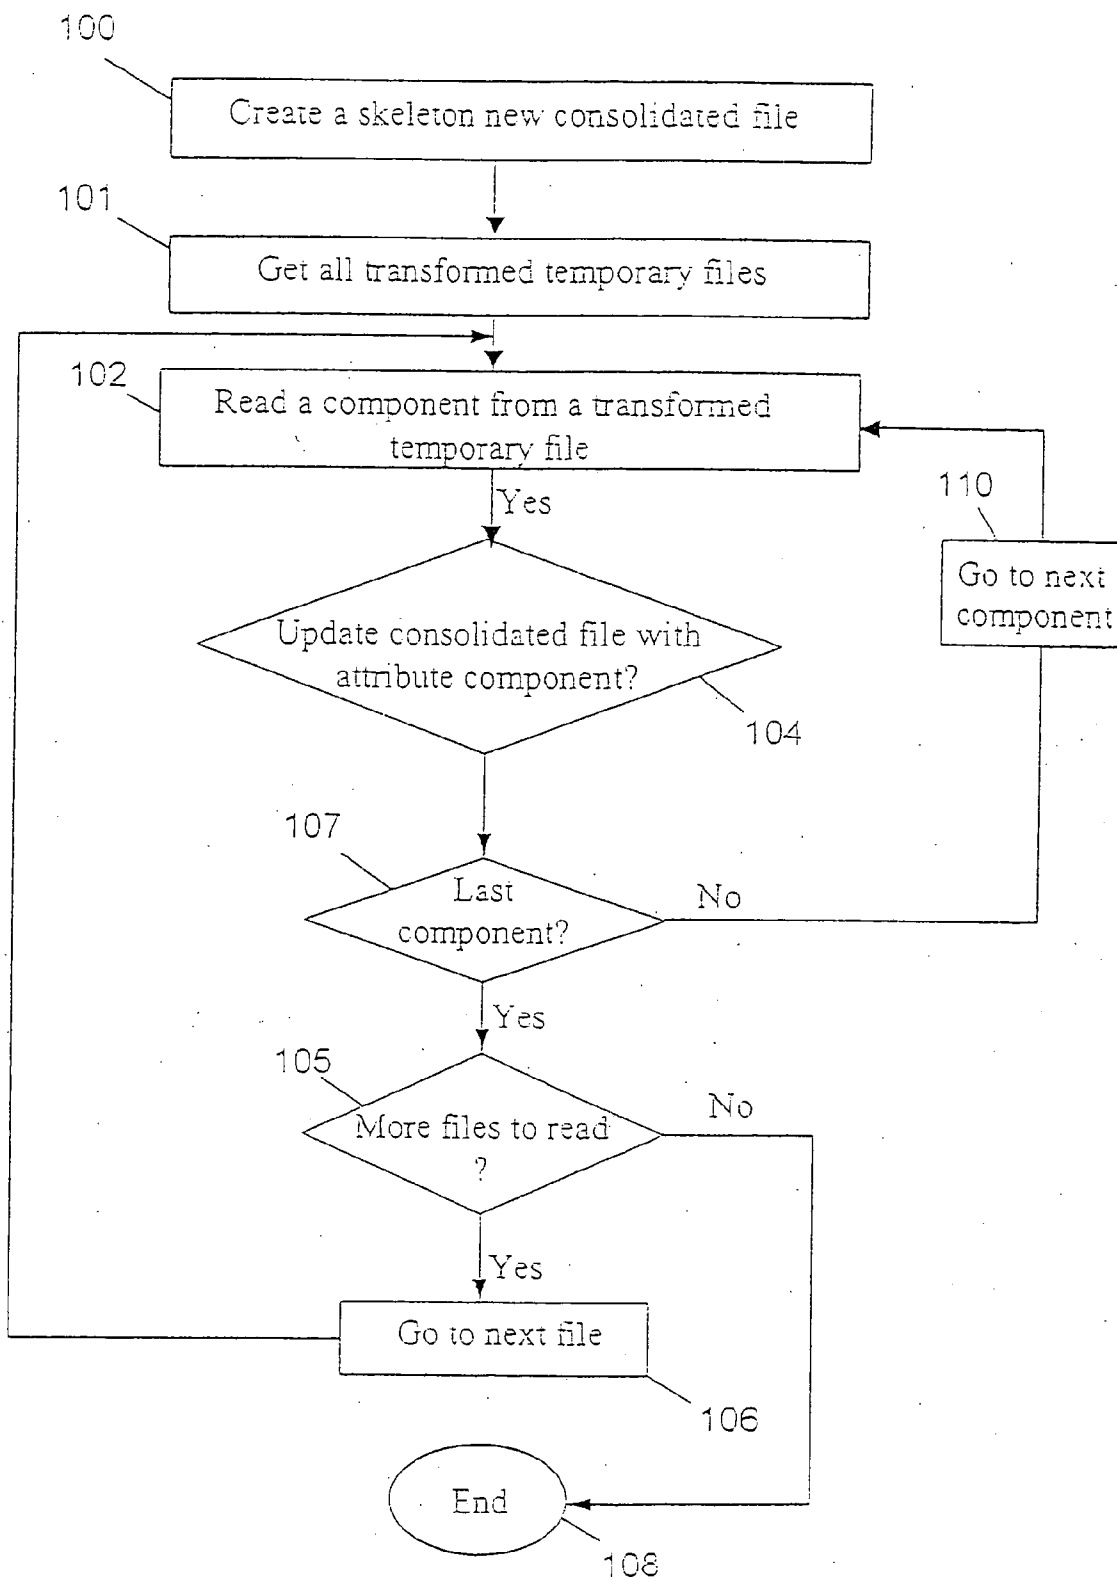 100
Create a skeleton new consolidated file
101
Get all transformed temporary files
102
Read a component from a transformed
temporary file
Yes
110
Go to next
component
Update consolidated file with
attribute component?
104
107
Last
component?
No
Yes
105
More files to read
?
No
Yes
Go to next file
106
End
108